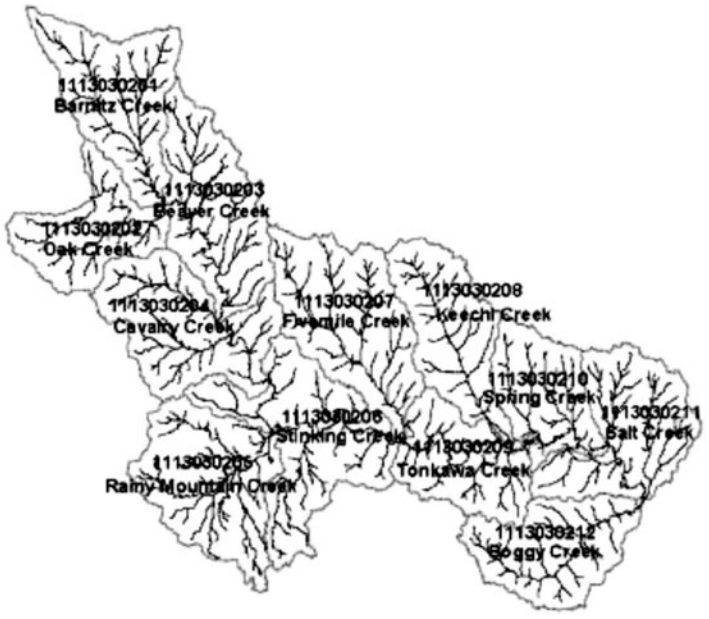 1113030201
Barnitz Creek
1113030203
Beaver Creek
1113030202
Oak Creek
1113030204
Cavalry Creek
1113030207
Fivemile Creek
1113030208
Keechi Creek
1113030210
Spring Creek
1113030211
Salt Creek
1113030206
Stinking Creek
1113030209
Tonkawa Creek
1113030205
Rainy Mountain Creek
1113030212
Boggy Creek